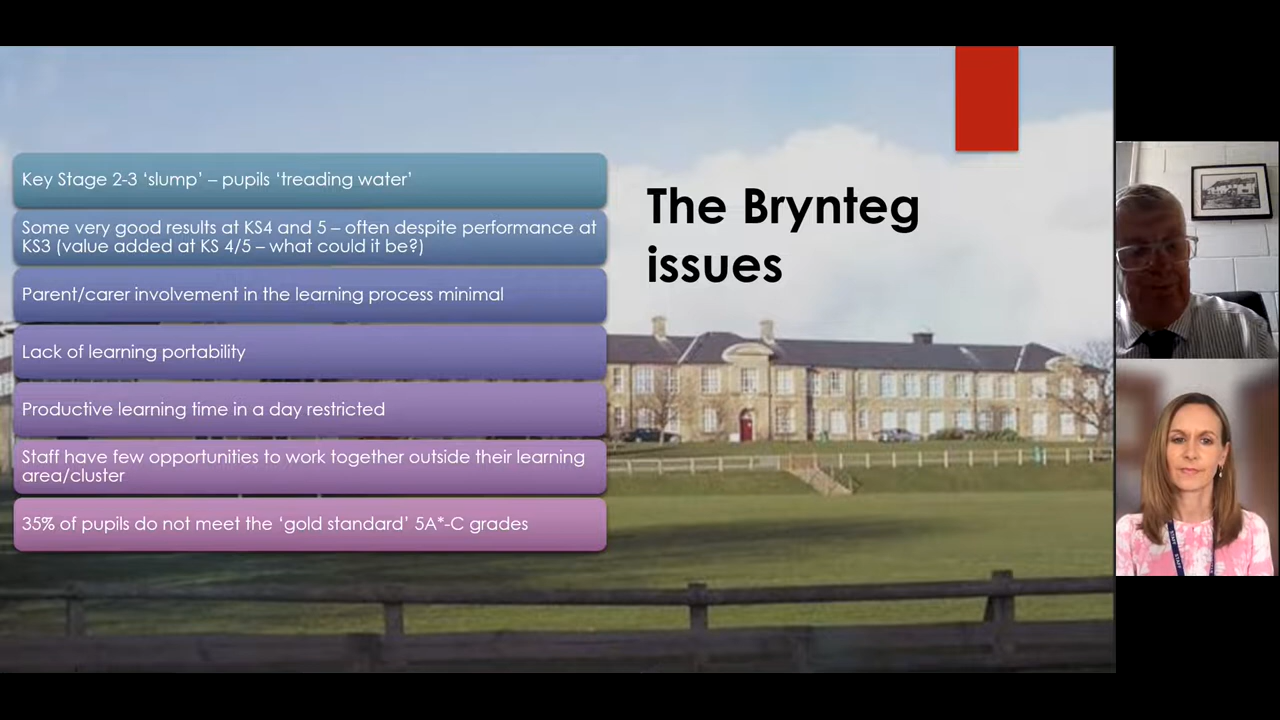 Key Stage 2-3 ‘slump’ – pupils ‘treading water’
Some very good results at KS4 and 5 – often despite performance at
KS3 (value added at KS 4/5 – what could it be?)
Parent/carer involvement in the learning process minimal
Lack of learning portability
Productive learning time in a day restricted
Staff have few opportunities to work together outside their learning
area/cluster
35% of pupils do not meet the ‘gold standard’ 5A*-C grades
The Brynteg
issues